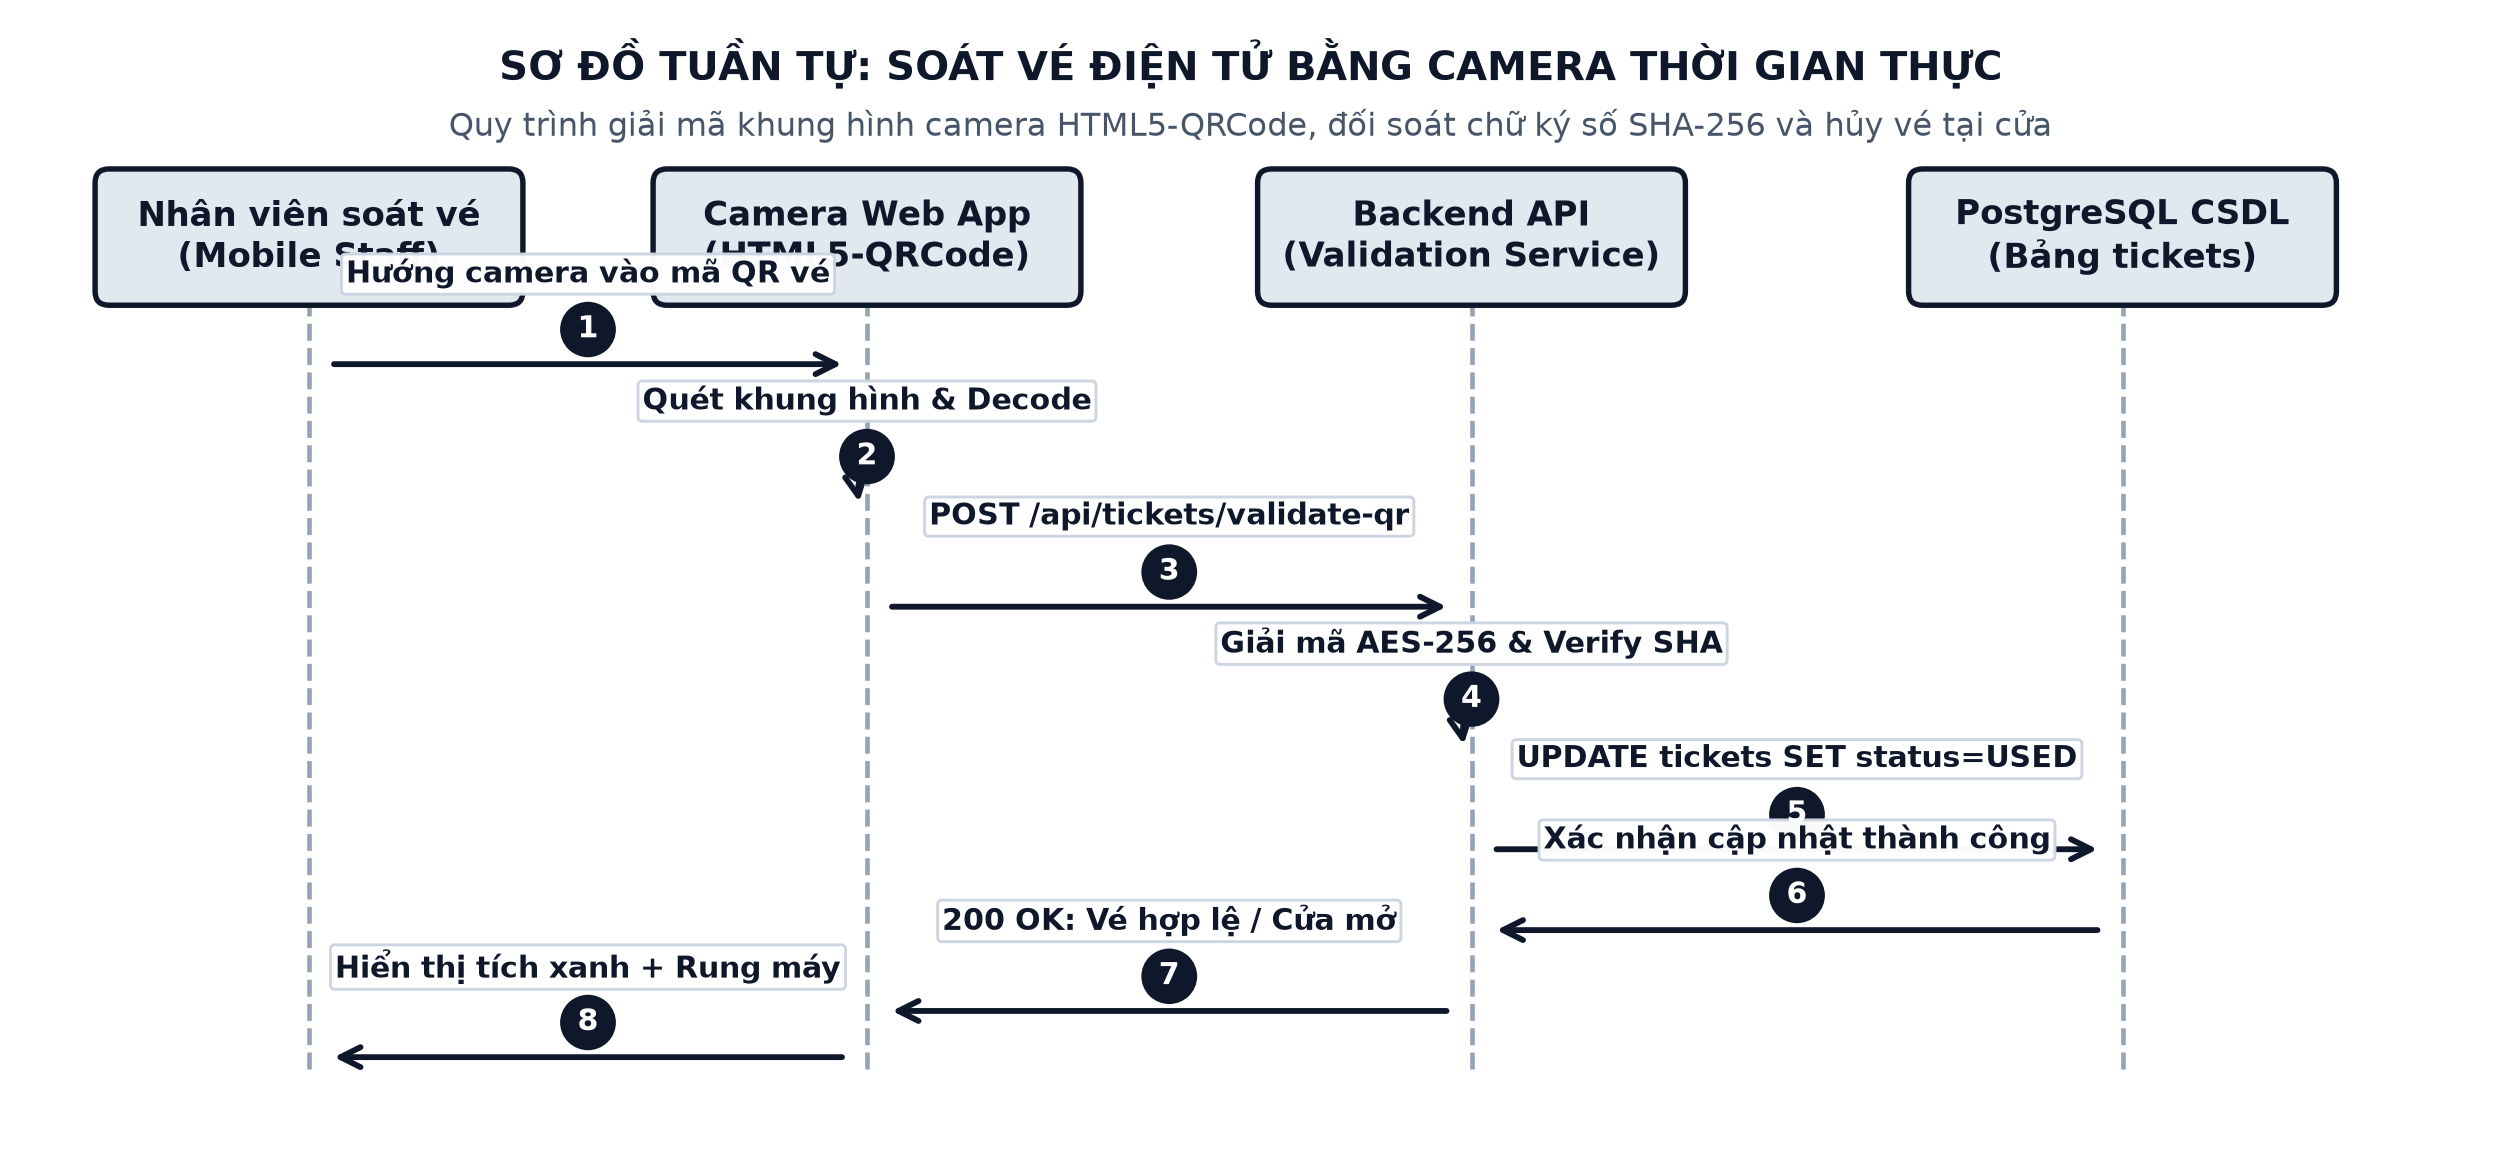 SƠ ĐỒ TUẦN TỰ: SOÁT VÉ ĐIỆN TỬ BẰNG CAMERA THỜI GIAN THỰC
Quy trình giải mã khung hình camera HTML5-QRCode, đối soát chữ ký số SHA-256 và hủy vé tại cửa
Nhân viên soát vé
(Mobile Staff)
Camera Web App
(HTML5-QRCode)
Backend API
(Validation Service)
PostgreSQL CSDL
(Bảng tickets)
Hướng camera vào mã QR vé
1
Quét khung hình & Decode
2
POST /api/tickets/validate-qr
3
Giải mã AES-256 & Verify SHA
4
UPDATE tickets SET status=USED
5
Xác nhận cập nhật thành công
6
200 OK: Vé hợp lệ / Cửa mở
7
Hiển thị tích xanh + Rung máy
8